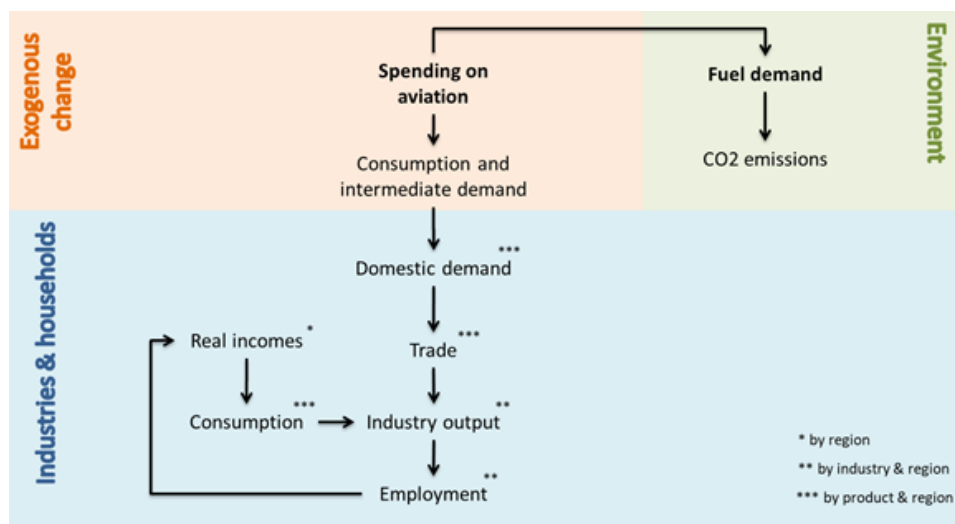 Exogenous
change
Spending on
aviation
Fuel demand
Environment
Consumption and
intermediate demand
CO2 emissions
Industries & households
Domestic demand***
Real incomes*
Trade***
Consumption***
Industry output**
Employment**
* by region
** by industry & region
*** by product & region